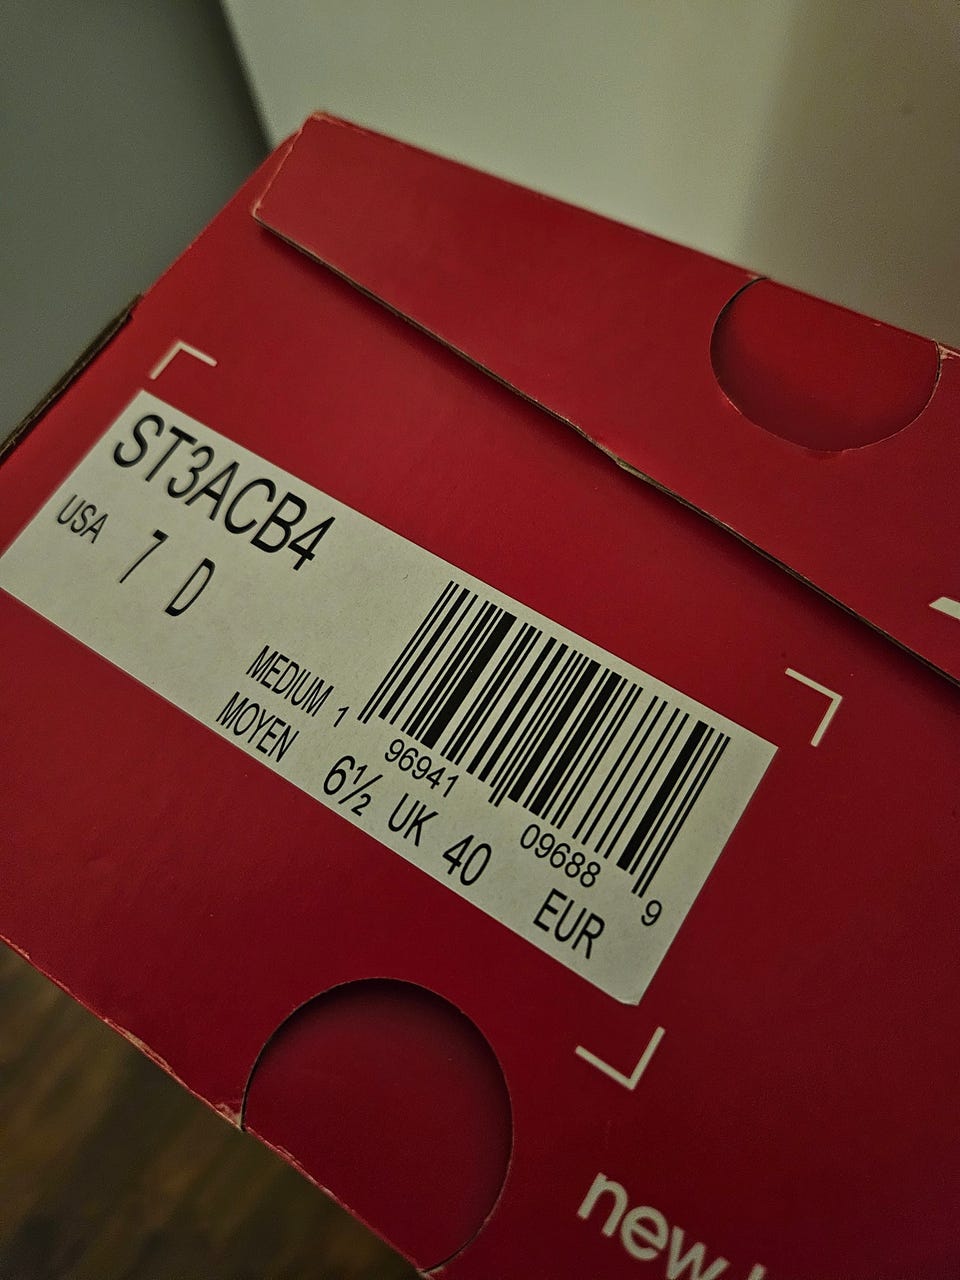 ST3ACB4
USA 7 D
MEDIUM
MOYEN
1 96941 09688 9
6½ UK 40 EUR
new